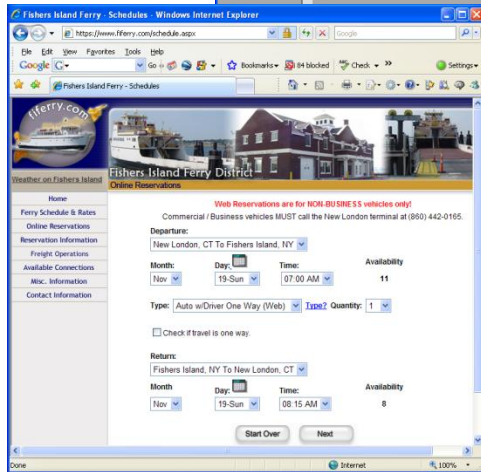 Fishers Island Ferry - Schedules - Windows Internet Explorer
https://www.fiferry.com/schedule.aspx
Google
File Edit View Favorites Tools Help
Google G Go Bookmarks 84 blocked Check » Settings
Fishers Island Ferry - Schedules
fiferry.com
Weather on Fishers Island
Fishers Island Ferry District
Online Reservations
Home
Ferry Schedule & Rates
Online Reservations
Reservation Information
Freight Operations
Available Connections
Misc. Information
Contact Information
Web Reservations are for NON-BUSINESS vehicles only!
Commercial / Business vehicles MUST call the New London terminal at (860) 442-0165.
Departure:
New London, CT To Fishers Island, NY
Month: Day: Time: Availability
Nov 19-Sun 07:00 AM 11
Type: Auto w/Driver One Way (Web) Type? Quantity: 1
Check if travel is one way.
Return:
Fishers Island, NY To New London, CT
Month Day: Time: Availability
Nov 19-Sun 08:15 AM 8
Start Over Next
Done Internet 100%